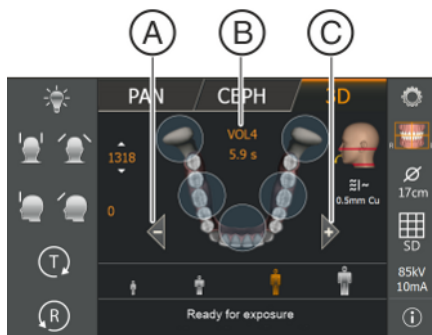 A B C
PAN CEPH 3D
VOL4
5.9 s
1318
0
R
17cm
0.5mm Cu
SD
T
85kV
10mA
R
Ready for exposure